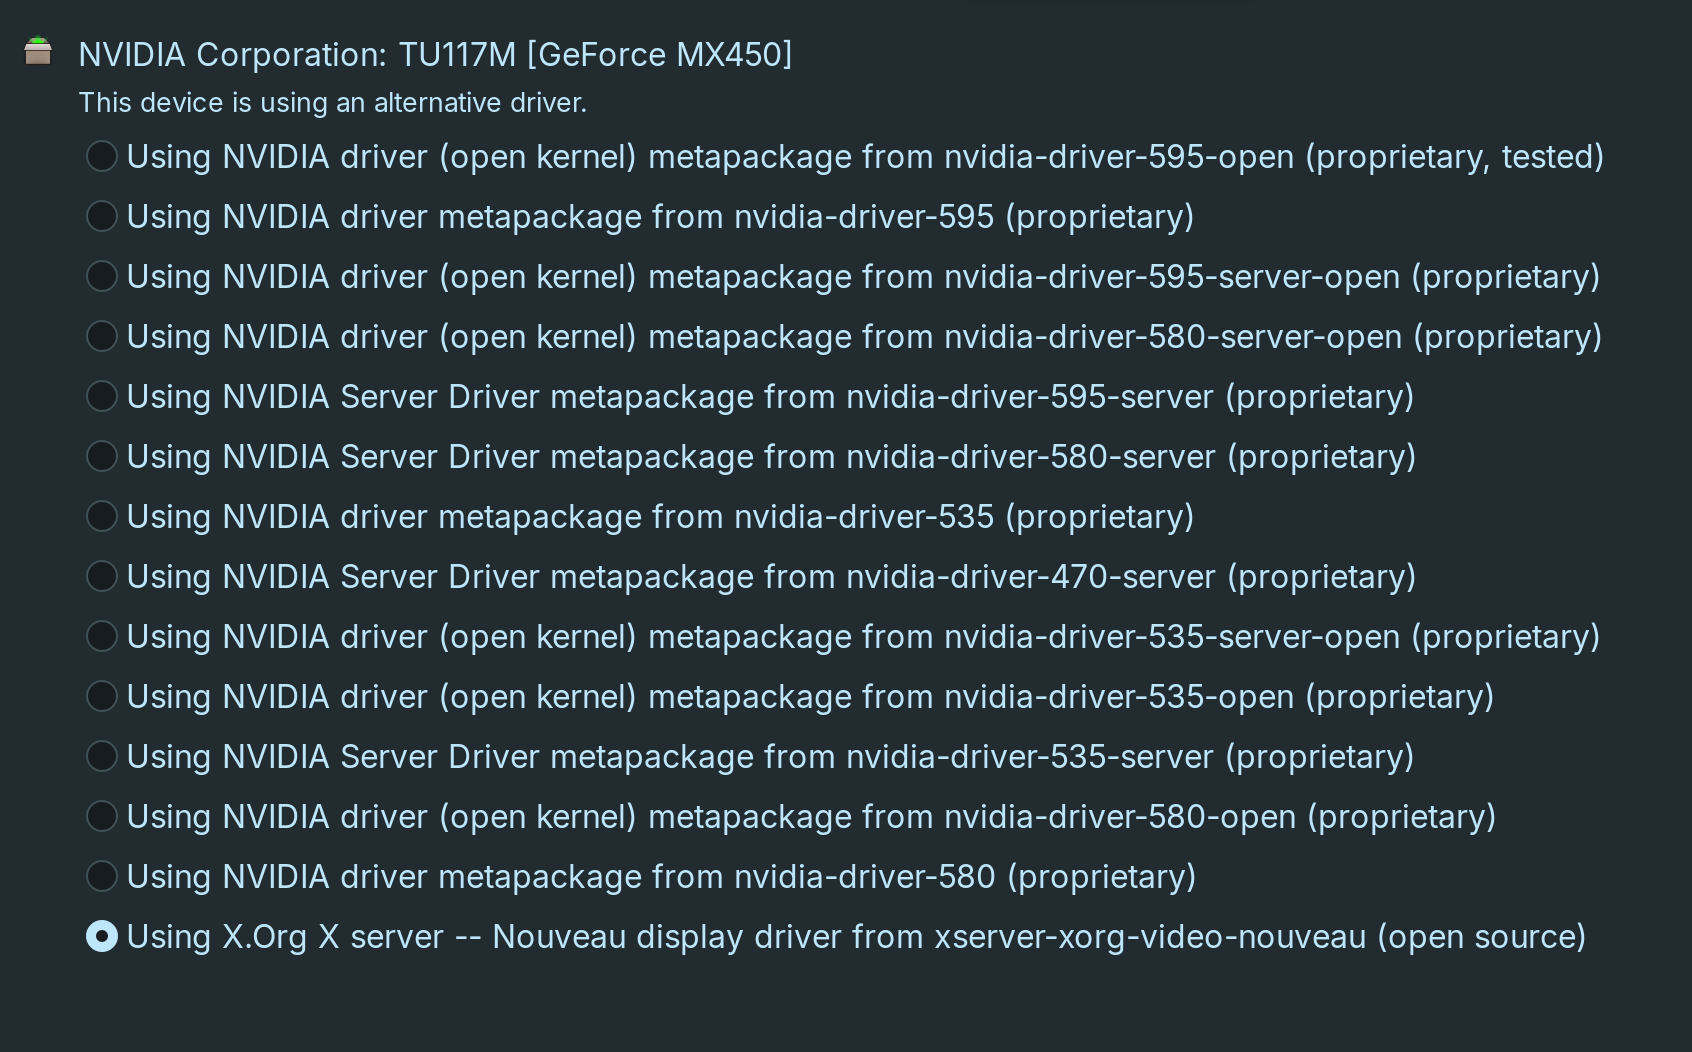 NVIDIA Corporation: TU117M [GeForce MX450]
This device is using an alternative driver.
Using NVIDIA driver (open kernel) metapackage from nvidia-driver-595-open (proprietary, tested)
Using NVIDIA driver metapackage from nvidia-driver-595 (proprietary)
Using NVIDIA driver (open kernel) metapackage from nvidia-driver-595-server-open (proprietary)
Using NVIDIA driver (open kernel) metapackage from nvidia-driver-580-server-open (proprietary)
Using NVIDIA Server Driver metapackage from nvidia-driver-595-server (proprietary)
Using NVIDIA Server Driver metapackage from nvidia-driver-580-server (proprietary)
Using NVIDIA driver metapackage from nvidia-driver-535 (proprietary)
Using NVIDIA Server Driver metapackage from nvidia-driver-470-server (proprietary)
Using NVIDIA driver (open kernel) metapackage from nvidia-driver-535-server-open (proprietary)
Using NVIDIA driver (open kernel) metapackage from nvidia-driver-535-open (proprietary)
Using NVIDIA Server Driver metapackage from nvidia-driver-535-server (proprietary)
Using NVIDIA driver (open kernel) metapackage from nvidia-driver-580-open (proprietary)
Using NVIDIA driver metapackage from nvidia-driver-580 (proprietary)
Using X.Org X server -- Nouveau display driver from xserver-xorg-video-nouveau (open source)